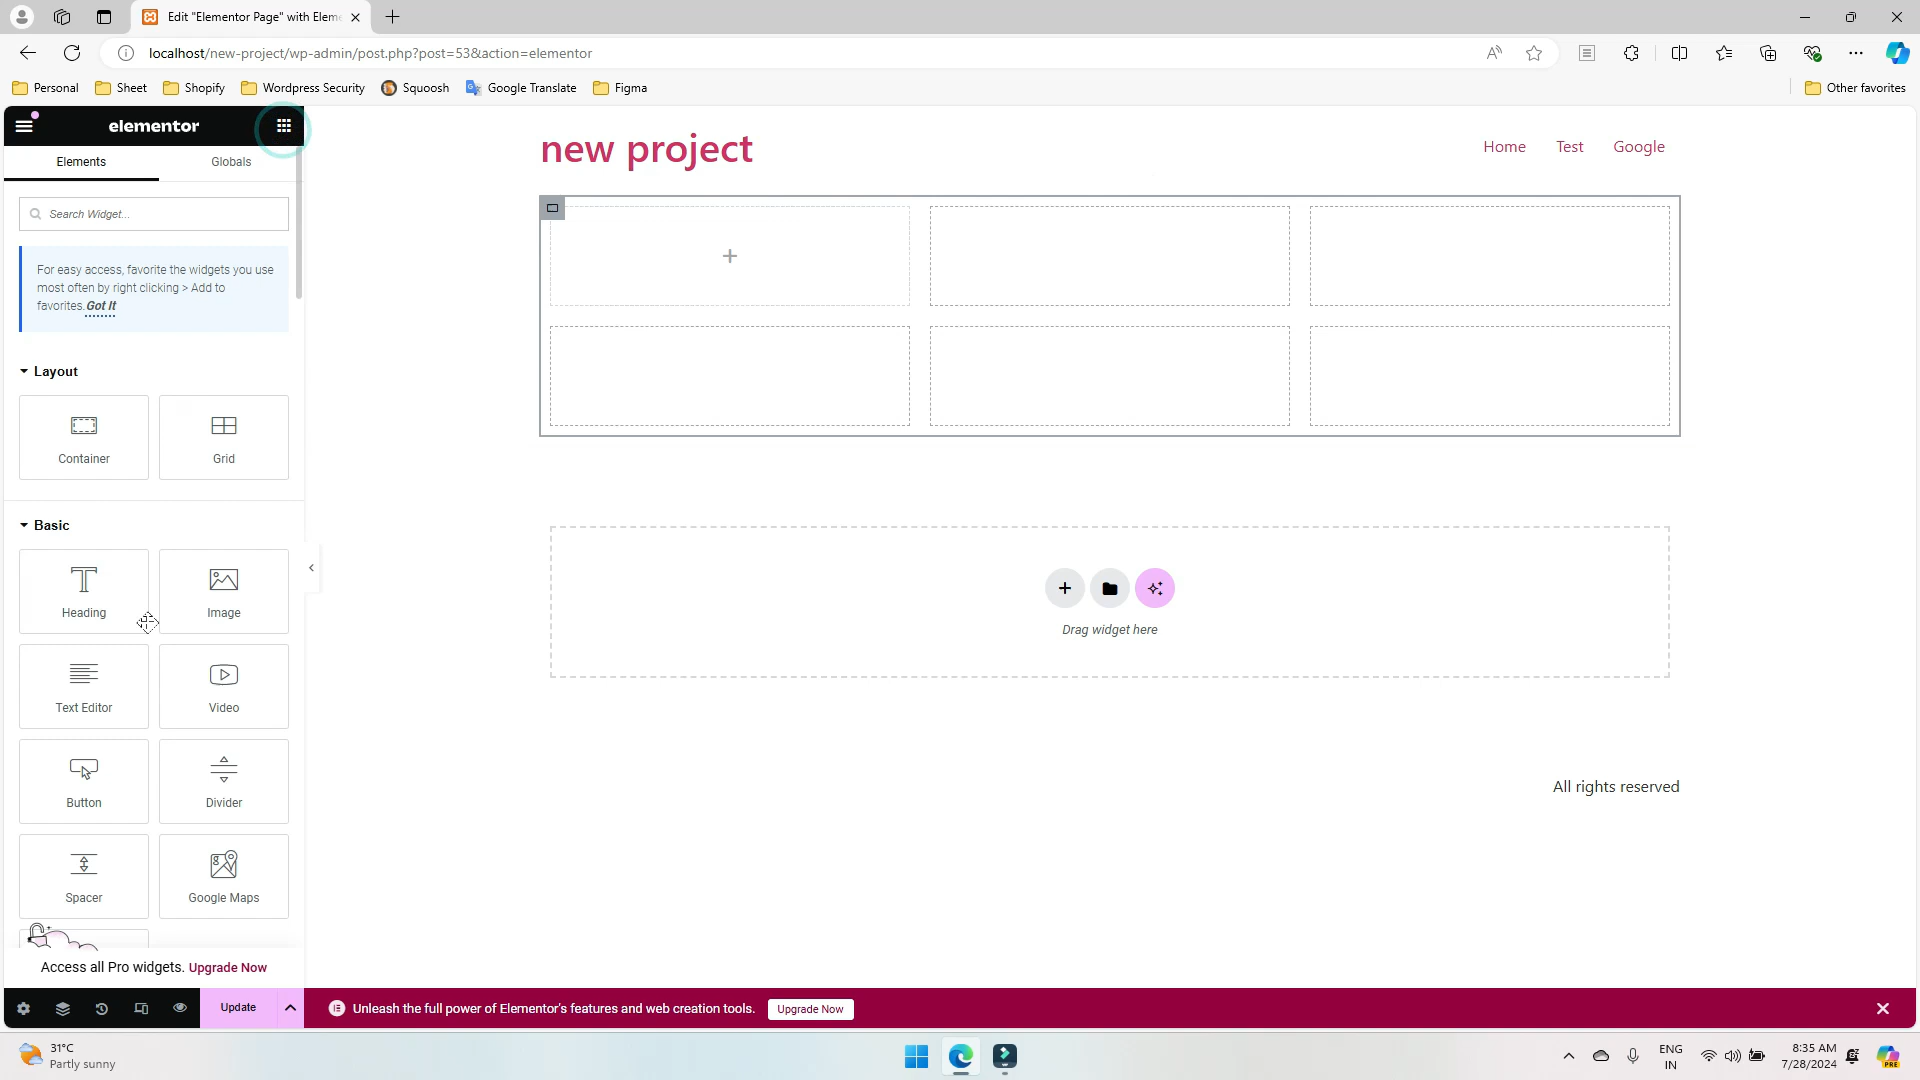 Edit "Elementor Page" with Elem
localhost/new-project/wp-admin/post.php?post=53&action=elementor
Personal
Sheet
Shopify
Wordpress Security
Squoosh
Google Translate
Figma
Other favorites
elementor
Elements
Globals
Search Widget...
For easy access, favorite the widgets you use
most often by right clicking > Add to
favorites. Got It
Layout
Container
Grid
Basic
Heading
Image
Text Editor
Video
Button
Divider
Spacer
Google Maps
Access all Pro widgets. Upgrade Now
Update
new project
Home
Test
Google
Drag widget here
All rights reserved
Unleash the full power of Elementor's features and web creation tools.
Upgrade Now
31°C
Partly sunny
ENG
IN
8:35 AM
7/28/2024
PRE